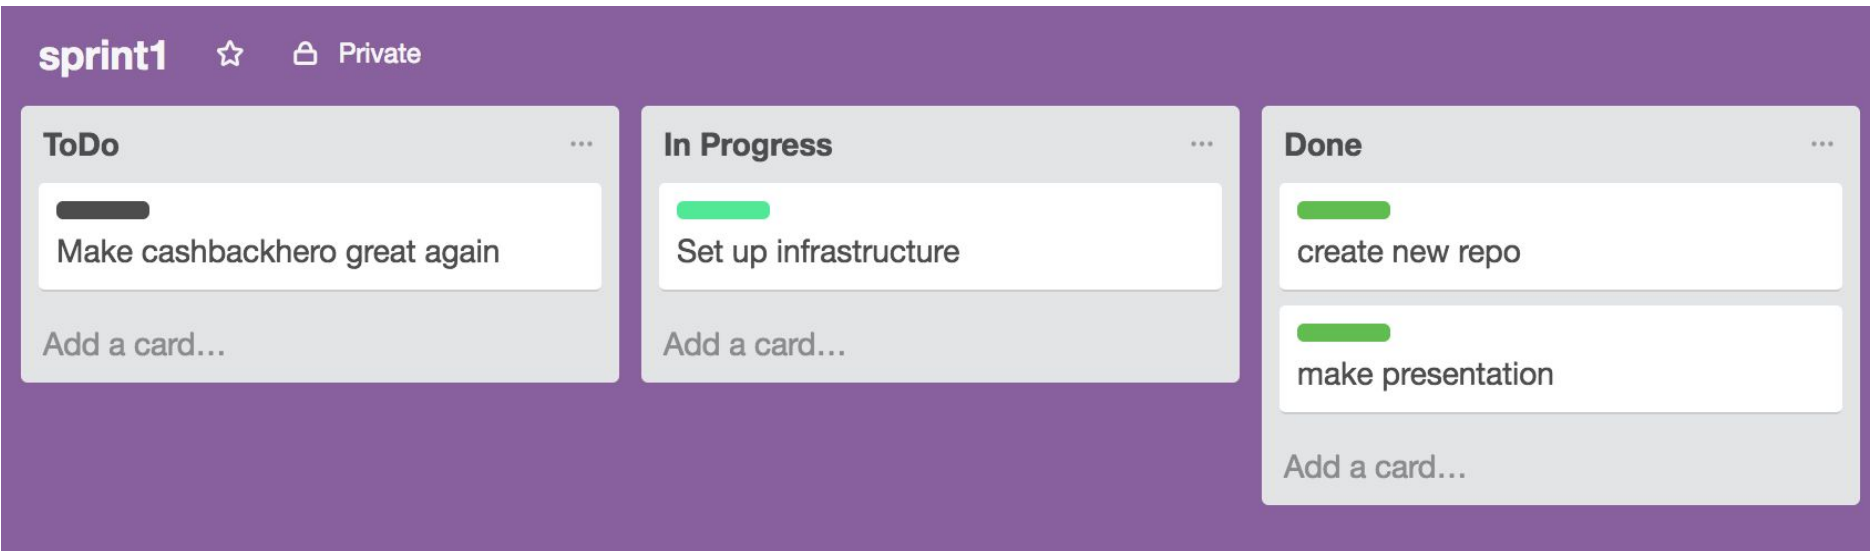 sprint1 Private
ToDo
Make cashbackhero great again
Add a card...
In Progress
Set up infrastructure
Add a card...
Done
create new repo
make presentation
Add a card...